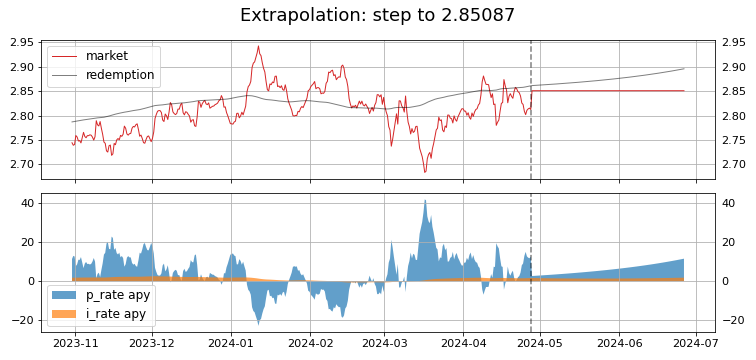 Extrapolation: step to 2.85087
2.95 2.95
market
2.90 2.90
redemption
2.85 2.85
2.80 2.80
2.75 2.75
2.70 2.70
40 40
20 20
0 0
p_rate apy
i_rate apy
−20 −20
2023-11 2023-12 2024-01 2024-02 2024-03 2024-04 2024-05 2024-06 2024-07